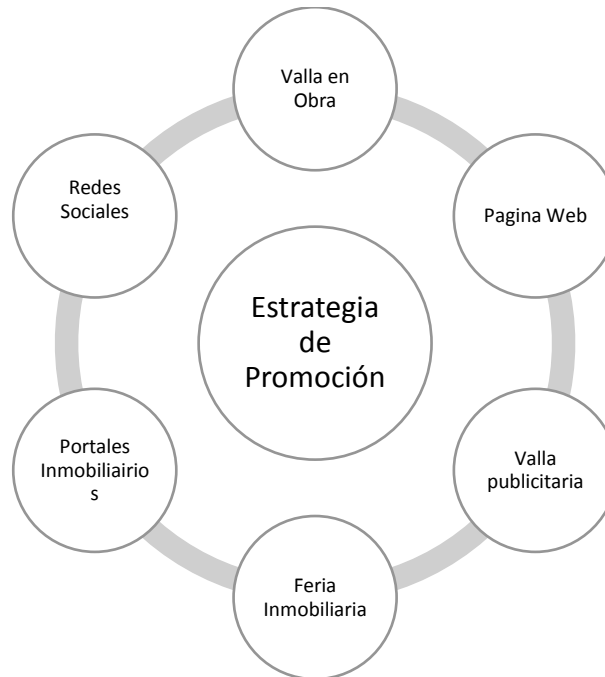 Valla en
Obra
Redes
Sociales
Pagina Web
Estrategia
de
Promoción
Portales
Inmobiliairio
s
Valla
publicitaria
Feria
Inmobiliaria